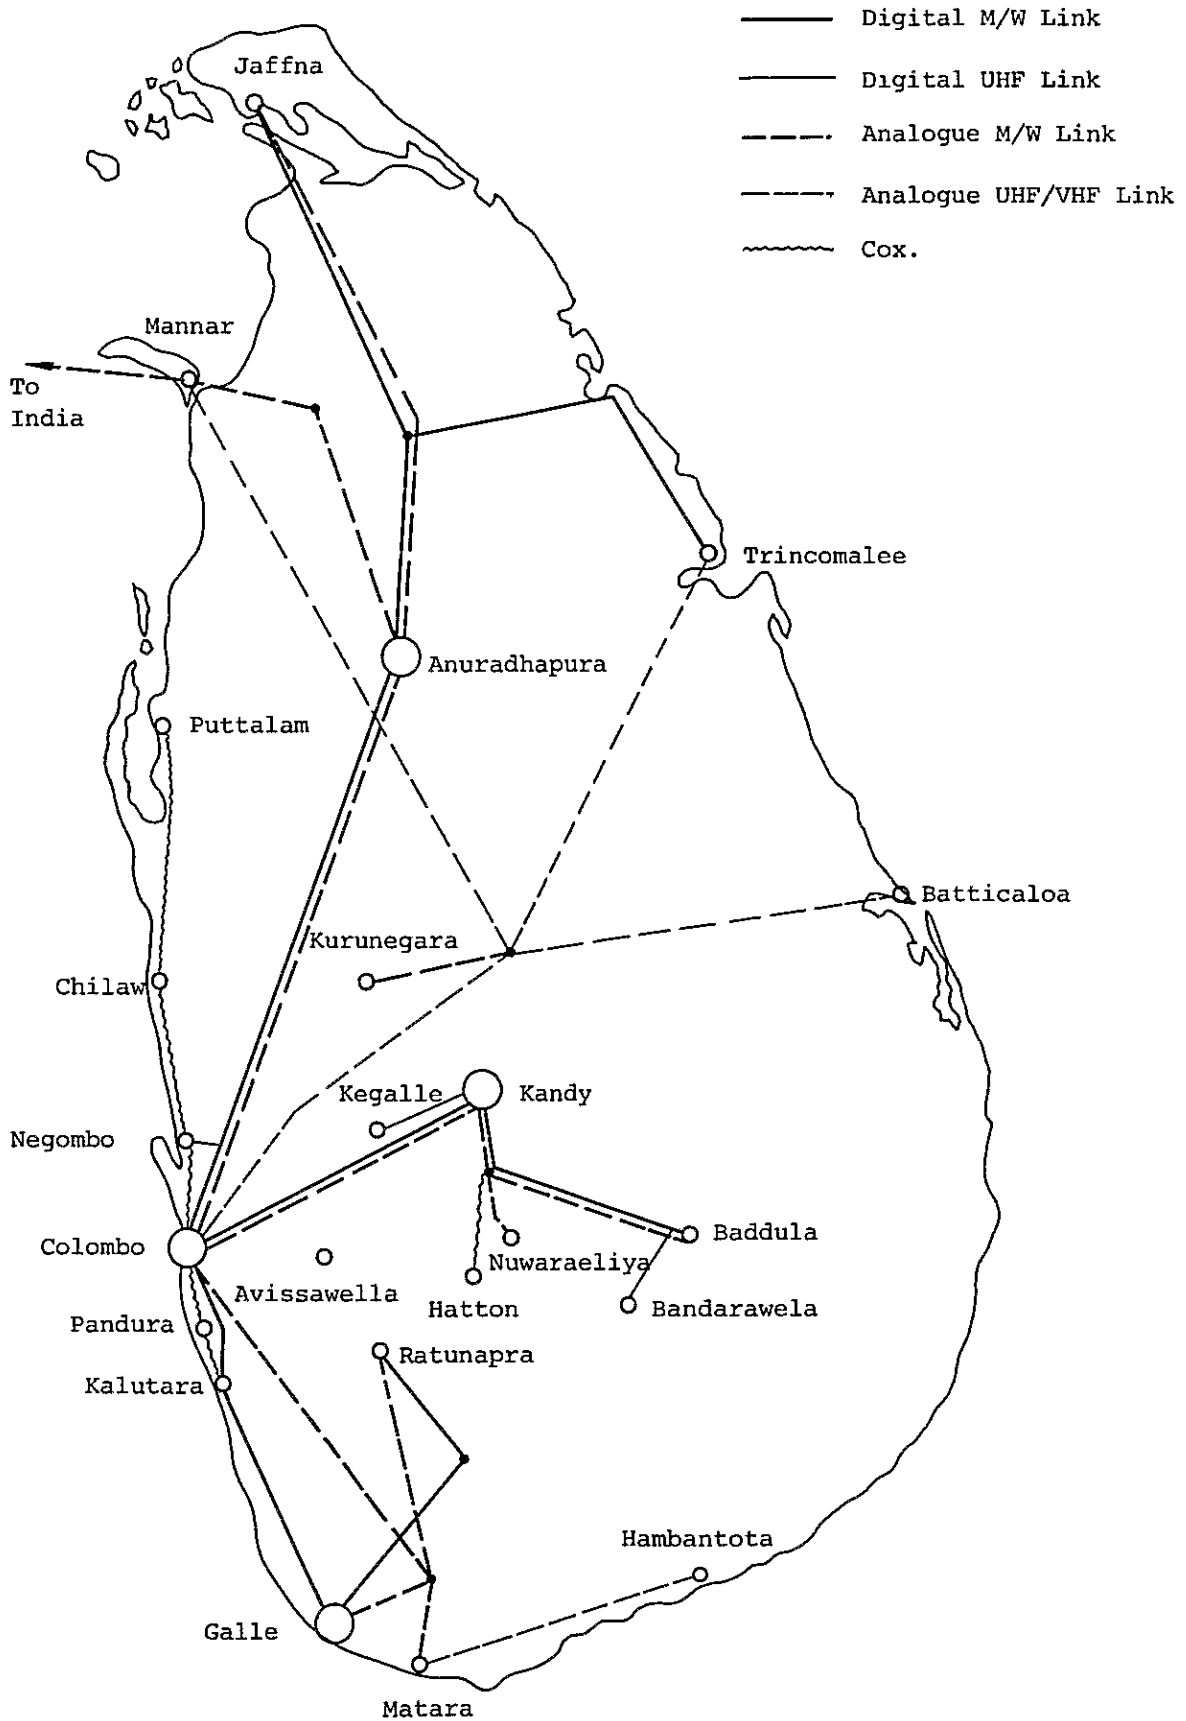 Digital M/W Link
Jaffna
Digital UHF Link
Analogue M/W Link
Analogue UHF/VHF Link
Cox.
Mannar
To
India
Trincomalee
Anuradhapura
Puttalam
Batticaloa
Kurunegara
Chilaw
Kegalle
Kandy
Negombo
Baddula
Colombo
Nuwaraeliya
Avissawella
Hatton
Bandarawela
Pandura
Ratunapra
Kalutara
Hambantota
Galle
Matara